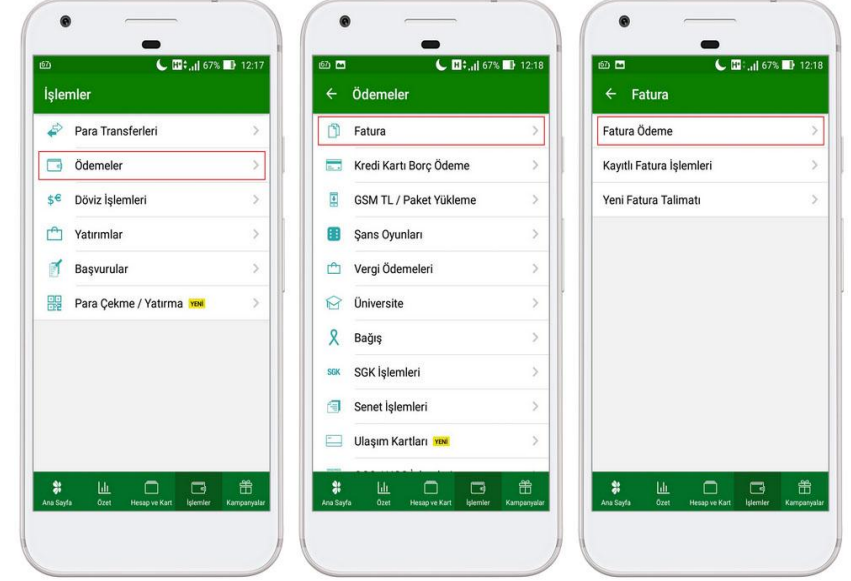 67% 12:17
İşlemler
Para Transferleri
Ödemeler
Döviz İşlemleri
Yatırımlar
Başvurular
Para Çekme / Yatırma YENİ
Ana Sayfa Özet Hesap ve Kart İşlemler Kampanyalar
67% 12:18
Ödemeler
Fatura
Kredi Kartı Borç Ödeme
GSM TL / Paket Yükleme
Şans Oyunları
Vergi Ödemeleri
Üniversite
Bağış
SGK SGK İşlemleri
Senet İşlemleri
Ulaşım Kartları YENİ
Ana Sayfa Özet Hesap ve Kart İşlemler Kampanyalar
67% 12:18
Fatura
Fatura Ödeme
Kayıtlı Fatura İşlemleri
Yeni Fatura Talimatı
Ana Sayfa Özet Hesap ve Kart İşlemler Kampanyalar